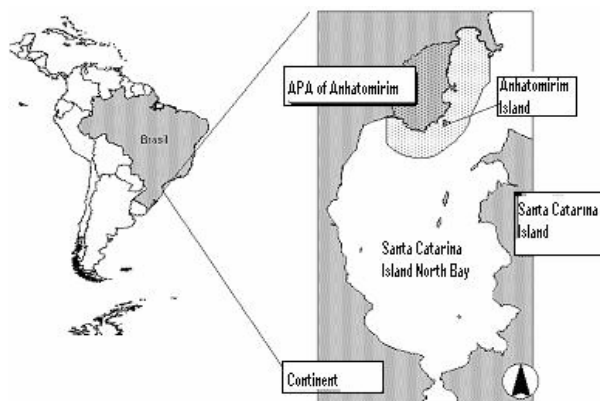 Brasil
APA of Anhatomirim
Anhatomirim
Island
Santa Catarina
Island
Santa Catarina
Island North Bay
Continent